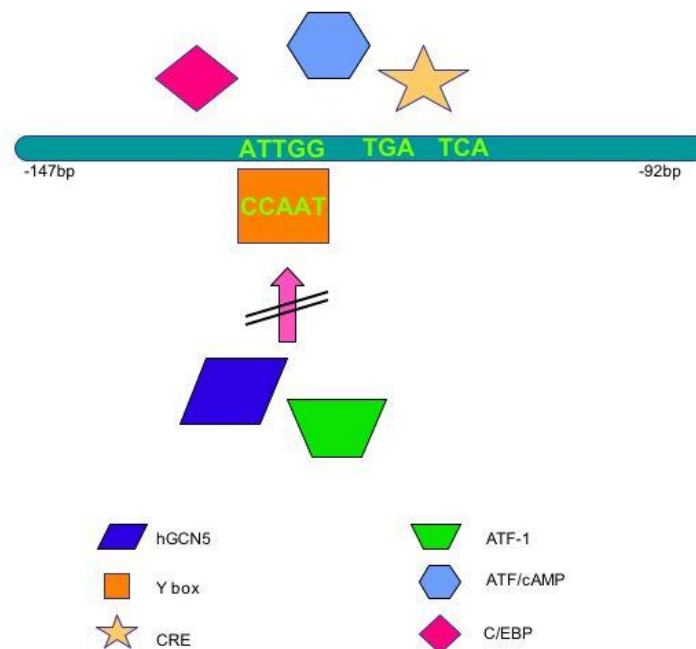 ATTGG TGA TCA
-147bp -92bp
CCAAT
hGCN5 ATF-1
Y box ATF/cAMP
CRE C/EBP